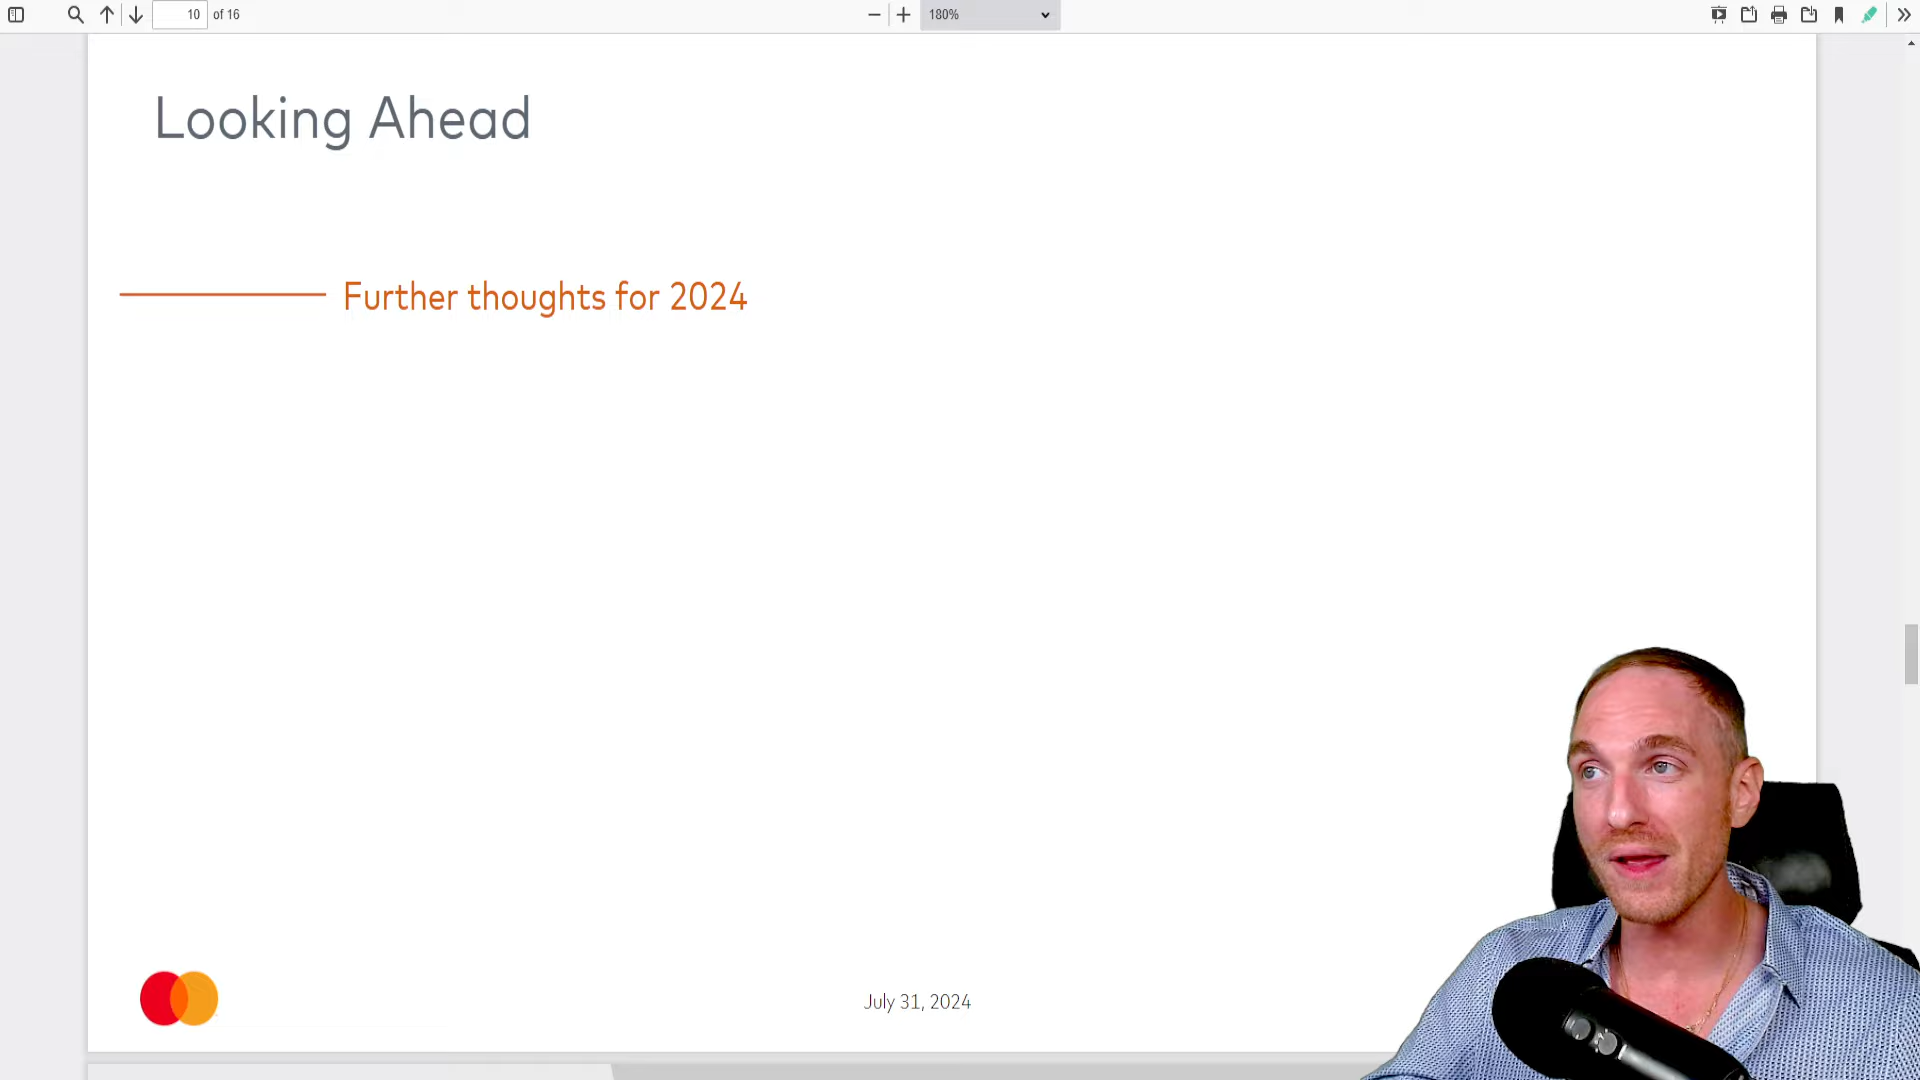 10 of 16
180%
Looking Ahead
Further thoughts for 2024
July 31, 2024